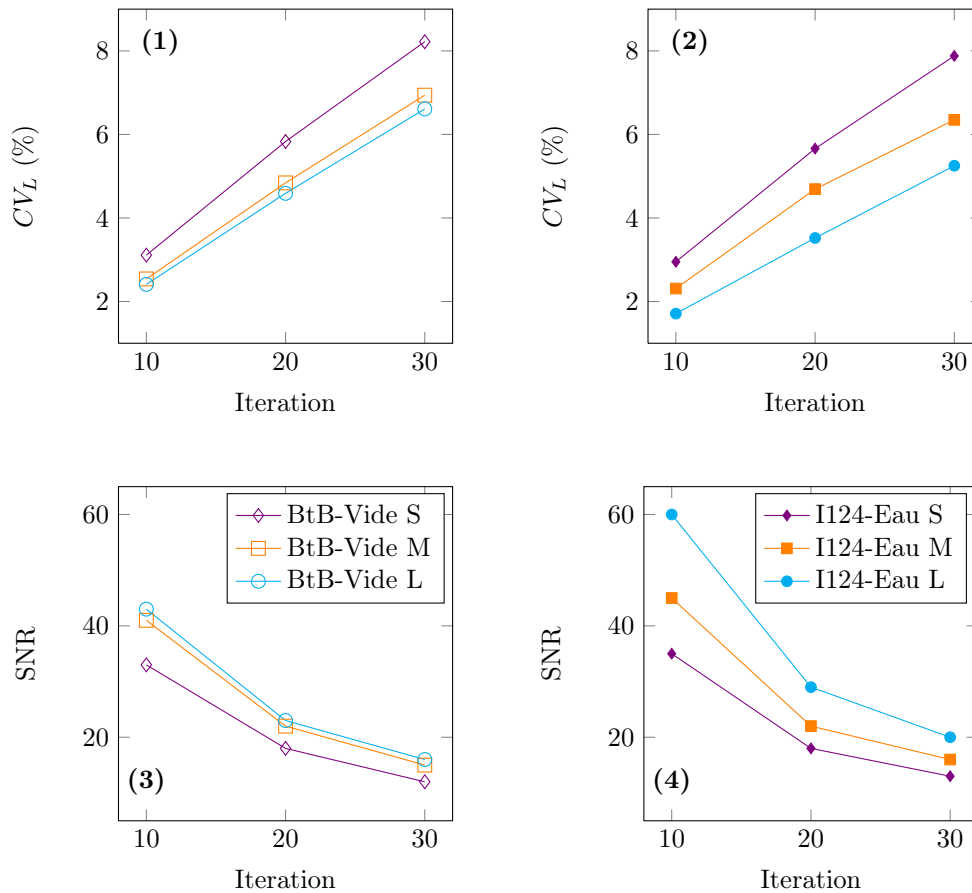 (1)
8
6
4
2
CV_L (%)
10 20 30
Iteration
(2)
8
6
4
2
CV_L (%)
10 20 30
Iteration
BtB-Vide S
BtB-Vide M
BtB-Vide L
60
40
20
SNR
(3)
10 20 30
Iteration
I124-Eau S
I124-Eau M
I124-Eau L
60
40
20
SNR
(4)
10 20 30
Iteration